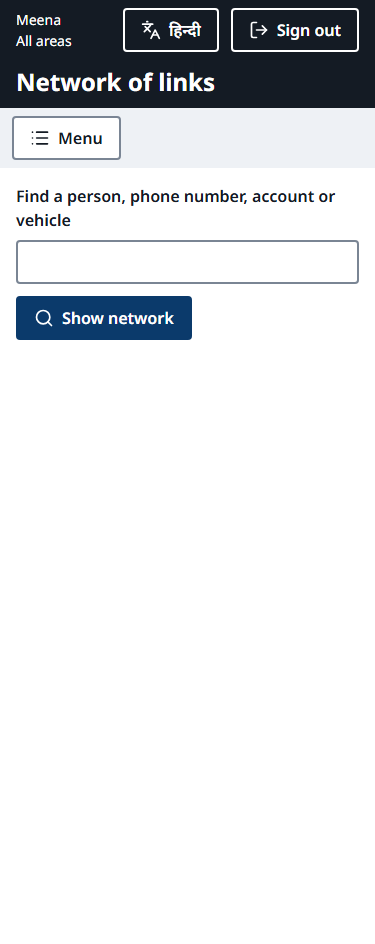 Meena
All areas
हिन्दी
Sign out
Network of links
Menu
Find a person, phone number, account or
vehicle
Show network